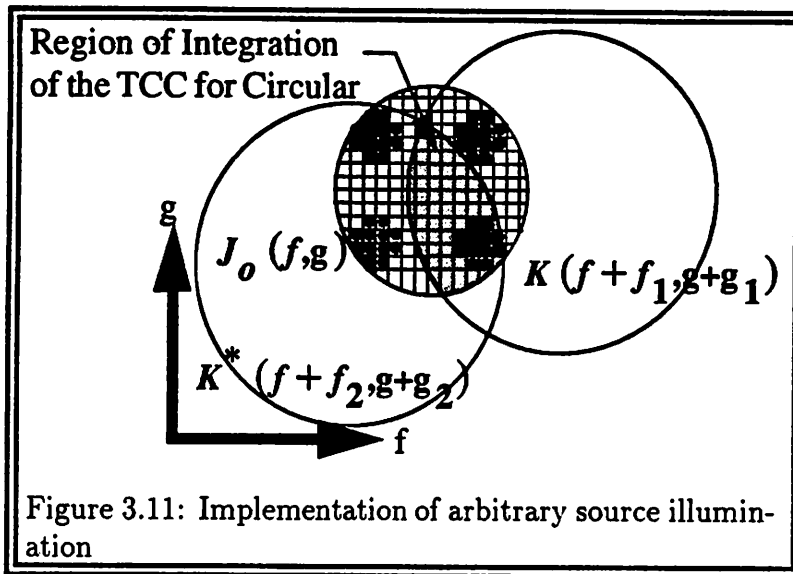 Region of Integration
of the TCC for Circular
g
J_o (f,g)
K (f + f_1, g+g_1)
K^* (f + f_2, g+g_2)
f
Figure 3.11: Implementation of arbitrary source illumin-
ation